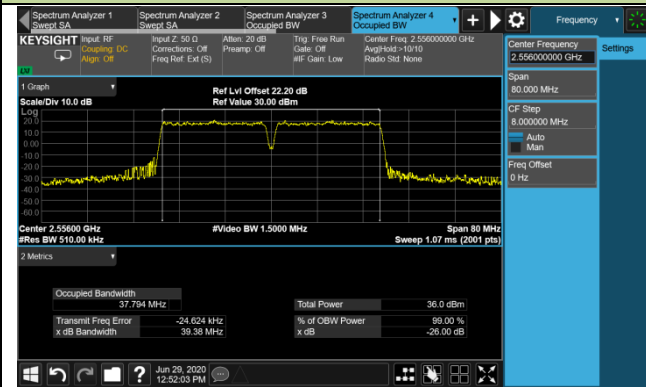 Spectrum Analyzer 1
Swept SA
Spectrum Analyzer 2
Swept SA
Spectrum Analyzer 3
Occupied BW
Spectrum Analyzer 4
Occupied BW
Frequency
KEYSIGHT
Input: RF
Coupling: DC
Align: Off
Input Z: 50 Ω
Corrections: Off
Freq Ref: Ext (S)
Atten: 20 dB
Preamp: Off
Trig: Free Run
Gate: Off
#IF Gain: Low
Center Freq: 2.556000000 GHz
Avg|Hold:>10/10
Radio Std: None
LV
Center Frequency
2.556000000 GHz
Settings
Span
80.000 MHz
CF Step
8.000000 MHz
Auto
Man
Freq Offset
0 Hz
1 Graph
Scale/Div 10.0 dB
Ref Lvl Offset 22.20 dB
Ref Value 30.00 dBm
Log
20.0
10.0
0.00
-10.0
-20.0
-30.0
-40.0
-50.0
-60.0
Center 2.55600 GHz
#Video BW 1.5000 MHz
Span 80 MHz
#Res BW 510.00 kHz
Sweep 1.07 ms (2001 pts)
2 Metrics
Occupied Bandwidth
37.794 MHz
Total Power
36.0 dBm
Transmit Freq Error
-24.624 kHz
% of OBW Power
99.00 %
x dB Bandwidth
39.38 MHz
x dB
-26.00 dB
?
Jun 29, 2020
12:52:03 PM